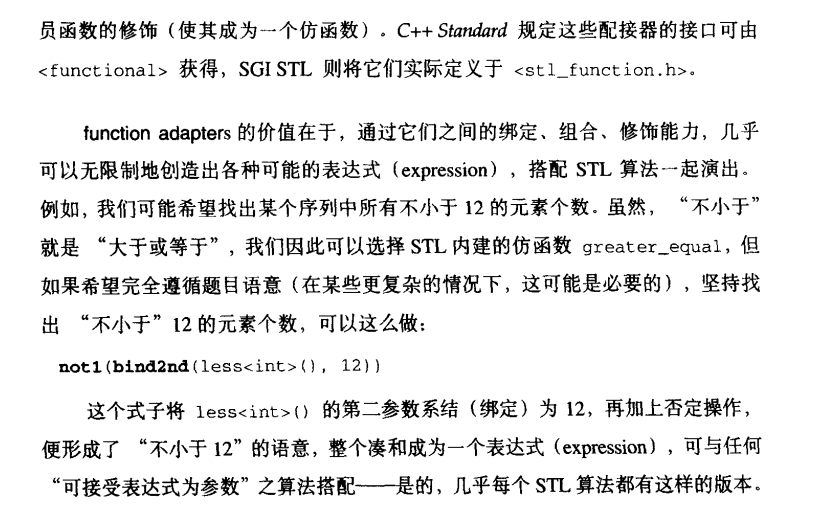 员函数的修饰（使其成为一个仿函数）。C++ Standard 规定这些配接器的接口可由
<functional> 获得，SGI STL 则将它们实际定义于 <stl_function.h>。
function adapters 的价值在于，通过它们之间的绑定、组合、修饰能力，几乎
可以无限制地创造出各种可能的表达式（expression），搭配 STL 算法一起演出。
例如，我们可能希望找出某个序列中所有不小于 12 的元素个数。虽然，“不小于”
就是“大于或等于”，我们因此可以选择 STL 内建的仿函数 greater_equal，但
如果希望完全遵循题目语意（在某些更复杂的情况下，这可能是必要的），坚持找
出“不小于”12 的元素个数，可以这么做：
not1(bind2nd(less<int>(), 12))
这个式子将 less<int>() 的第二参数系结（绑定）为 12，再加上否定操作，
便形成了“不小于 12”的语意，整个凑和成为一个表达式（expression），可与任何
“可接受表达式为参数”之算法搭配——是的，几乎每个 STL 算法都有这样的版本。